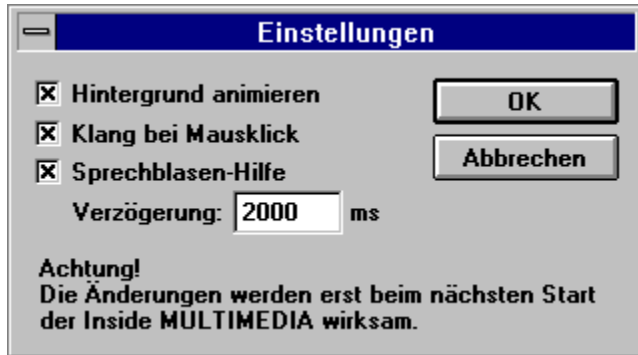 Einstellungen
Hintergrund animieren
OK
Klang bei Mausklick
Abbrechen
Sprechblasen-Hilfe
Verzögerung: 2000 ms
Achtung!
Die Änderungen werden erst beim nächsten Start
der Inside MULTIMEDIA wirksam.